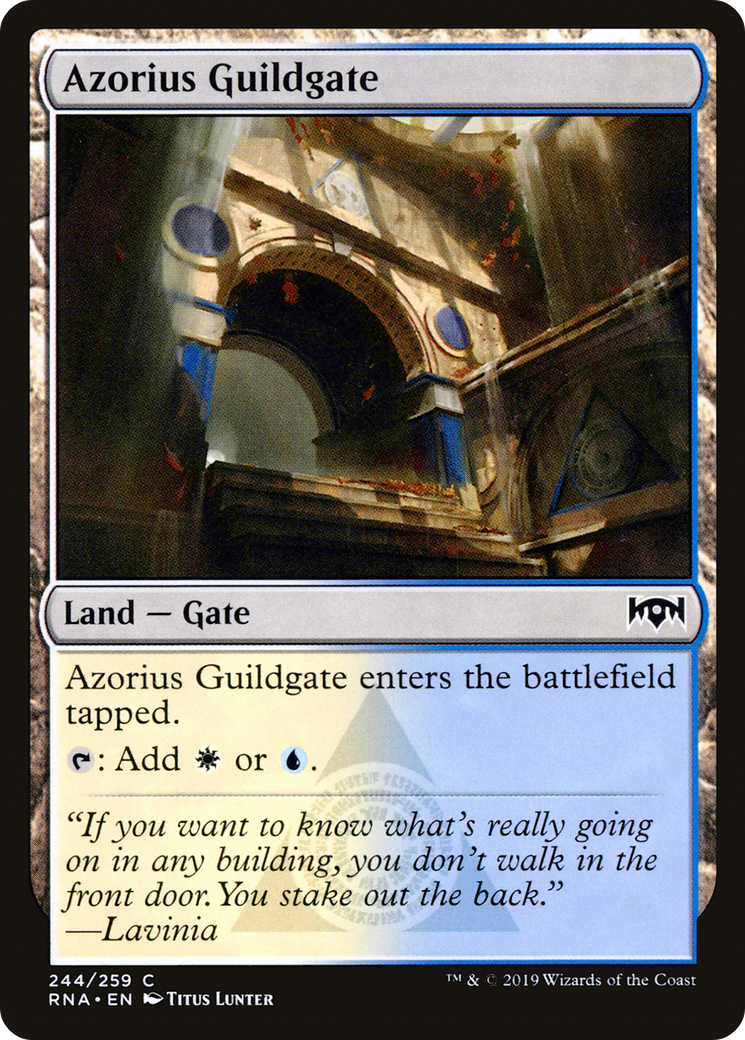 Azorius Guildgate
Land — Gate
Azorius Guildgate enters the battlefield
tapped.
: Add or .
“If you want to know what’s really going
on in any building, you don’t walk in the
front door. You stake out the back.”
—Lavinia
244/259 C
™ & © 2019 Wizards of the Coast
RNA • EN Titus Lunter